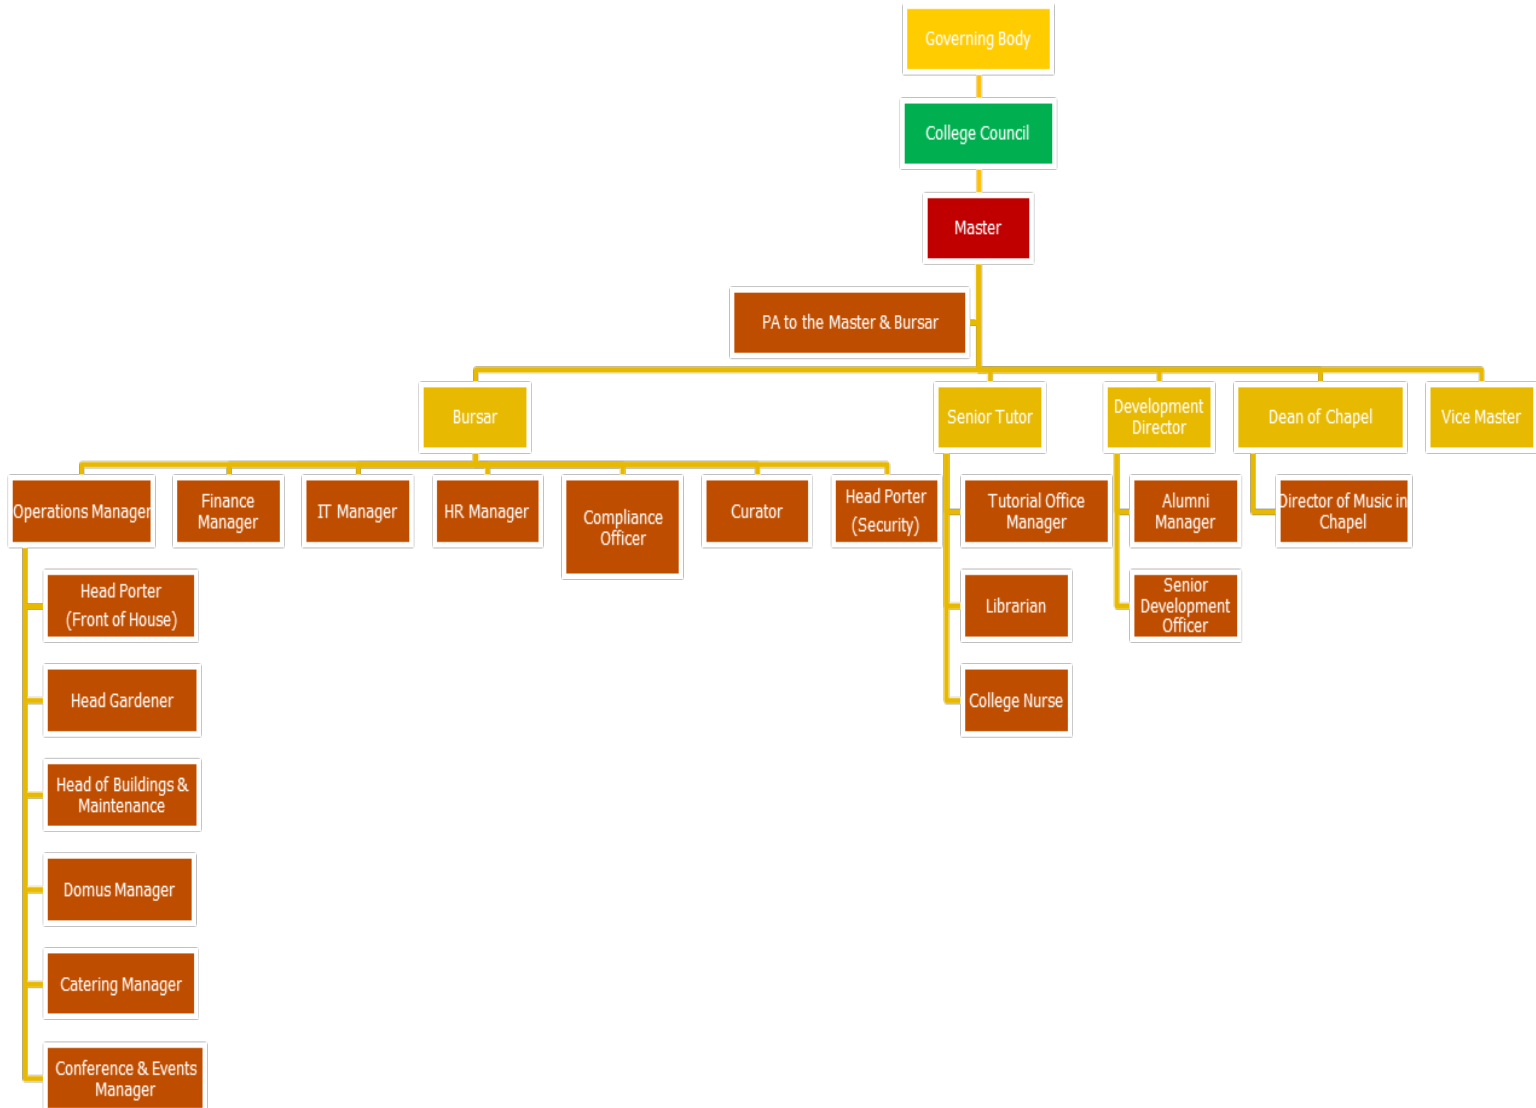 Governing Body
College Council
Master
PA to the Master & Bursar
Bursar
Senior Tutor
Development
Director
Dean of Chapel
Vice Master
Operations Manager
Finance
Manager
IT Manager
HR Manager
Compliance
Officer
Curator
Head Porter
(Security)
Tutorial Office
Manager
Alumni
Manager
Director of Music in
Chapel
Head Porter
(Front of House)
Librarian
Senior
Development
Officer
Head Gardener
College Nurse
Head of Buildings &
Maintenance
Domus Manager
Catering Manager
Conference & Events
Manager